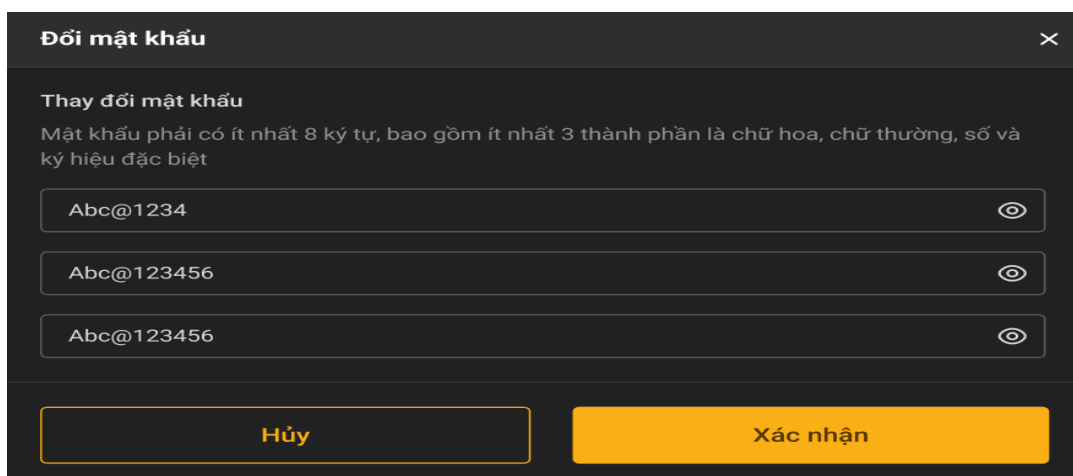 Đổi mật khẩu
Thay đổi mật khẩu
Mật khẩu phải có ít nhất 8 ký tự, bao gồm ít nhất 3 thành phần là chữ hoa, chữ thường, số và
ký hiệu đặc biệt
Abc@1234
Abc@123456
Abc@123456
Hủy Xác nhận